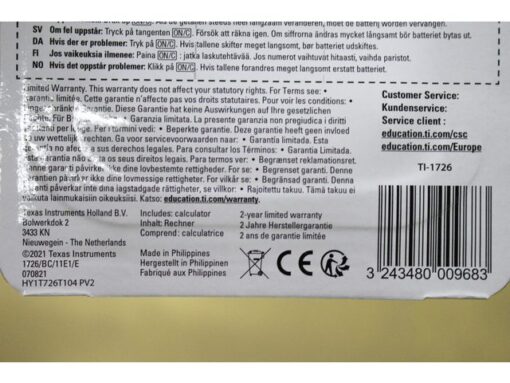 SV Om fel uppstår: Tryck på tangenten [ON/C]. Försök att räkna igen. Om siffrorna ändras mycket långsamt bör batteriet bytas ut.
DA Hvis der er problemer: Tryk på [ON/C]. Hvis tallene skifter meget langsomt, bør batteriet udskiftes.
FI Jos vaikeuksia ilmenee: Paina [ON/C] : jatka laskutehtävää. Jos numerot vaihtuvat hitaasti, vaihda paristot.
NO Hvis det oppstår problem: Klikk på [ON/C]. Hvis tallene forandres meget langsomt erstatt batteriet.
Limited Warranty. This warranty does not affect your statutory rights. For Terms see: •
Garantie limitée. Cette garantie n'affecte pas vos droits statutaires. Pour voir les conditions: •
Garantie hat keine Auswirkungen auf Ihre gesetzlichen
Garanzia limitata. La presente garanzia non pregiudica i diritti
per legge. Per i termini vedi: • Beperkte garantie. Deze garantie heeft geen invloed
uw wettelijke rechten. Ga voor servicevoorwaarden naar: • Garantía limitada. Esta
no afecta a sus derechos legales. Para consultar los Términos: • Garantia Limitada.
não afecta os seus direitos legais. Para termos ver: • Begrænset reklamationsret.
Denne garanti påvirker ikke dine lovmæssige rettigheder. For vilkår se: • Begrenset garanti. Denne
garantien påvirker ikke dine lovmessige rettigheter. For vilkår se: • Begränsad garanti. Denna
garanti påverkar inte dina lagstadgade rättigheter, se villkor: • Rajoitettu takuu. Tämä takuu ei
vaikuta lainmukaisiin oikeuksiisi. Katso: education.ti.com/warranty.
Customer Service:
Kundenservice:
Service client :
education.ti.com/csc
education.ti.com/Europe
TI-1726
Texas Instruments Holland B.V.
Bolwerkdok 2
3433 KN
Nieuwegein - The Netherlands
©2021 Texas Instruments
1726/BC/11E1/E
070821
HY1T726T104 PV2
Includes: calculator
Inhalt: Rechner
Comprend : calculatrice
2-year limited warranty
2 Jahre Herstellergarantie
2 ans de garantie limitée
Made in Philippines
Hergestellt in Philippinen
Fabriqué aux Philippines
CE
3 243480 009683